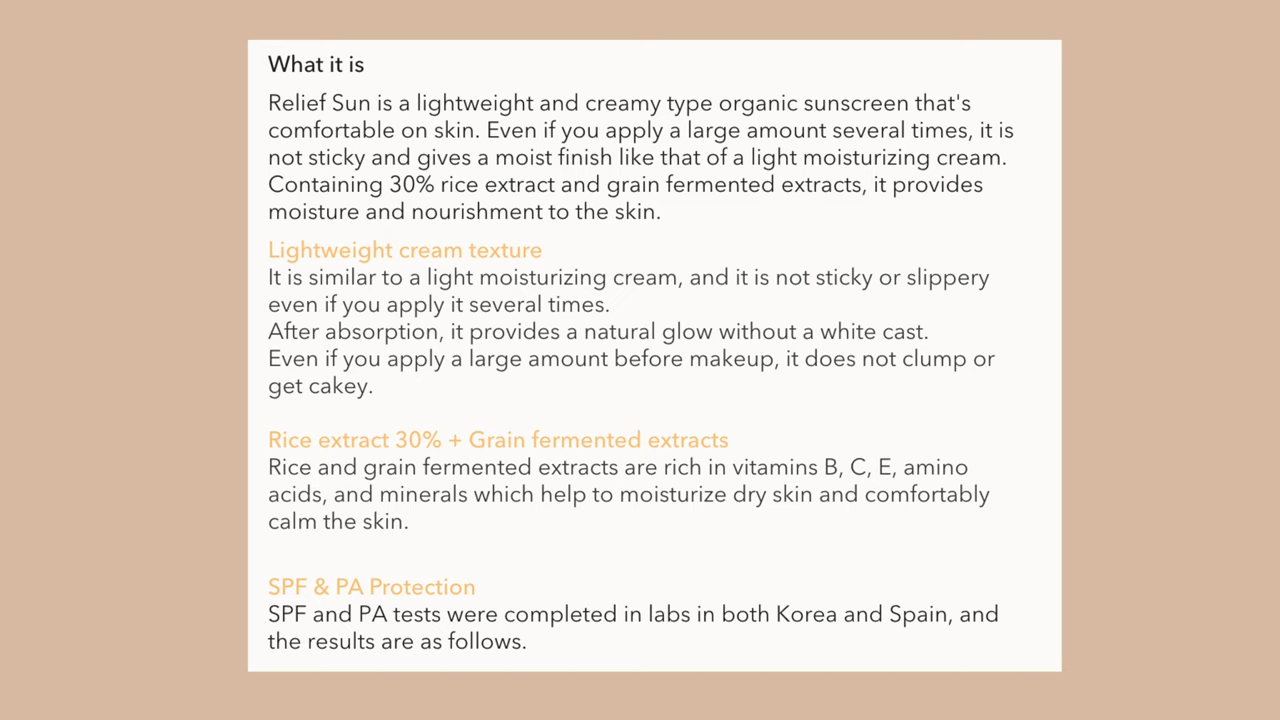 What it is
Relief Sun is a lightweight and creamy type organic sunscreen that's
comfortable on skin. Even if you apply a large amount several times, it is
not sticky and gives a moist finish like that of a light moisturizing cream.
Containing 30% rice extract and grain fermented extracts, it provides
moisture and nourishment to the skin.
Lightweight cream texture
It is similar to a light moisturizing cream, and it is not sticky or slippery
even if you apply it several times.
After absorption, it provides a natural glow without a white cast.
Even if you apply a large amount before makeup, it does not clump or
get cakey.
Rice extract 30% + Grain fermented extracts
Rice and grain fermented extracts are rich in vitamins B, C, E, amino
acids, and minerals which help to moisturize dry skin and comfortably
calm the skin.
SPF & PA Protection
SPF and PA tests were completed in labs in both Korea and Spain, and
the results are as follows.